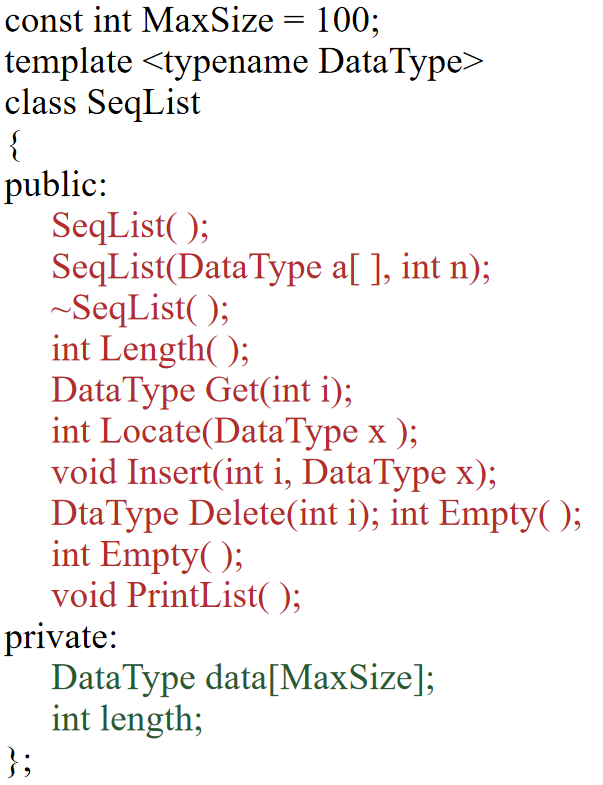 const int MaxSize = 100;
template <typename DataType>
class SeqList
{
public:
SeqList( );
SeqList(DataType a[ ], int n);
~SeqList( );
int Length( );
DataType Get(int i);
int Locate(DataType x );
void Insert(int i, DataType x);
DtaType Delete(int i); int Empty( );
int Empty( );
void PrintList( );
private:
DataType data[MaxSize];
int length;
};